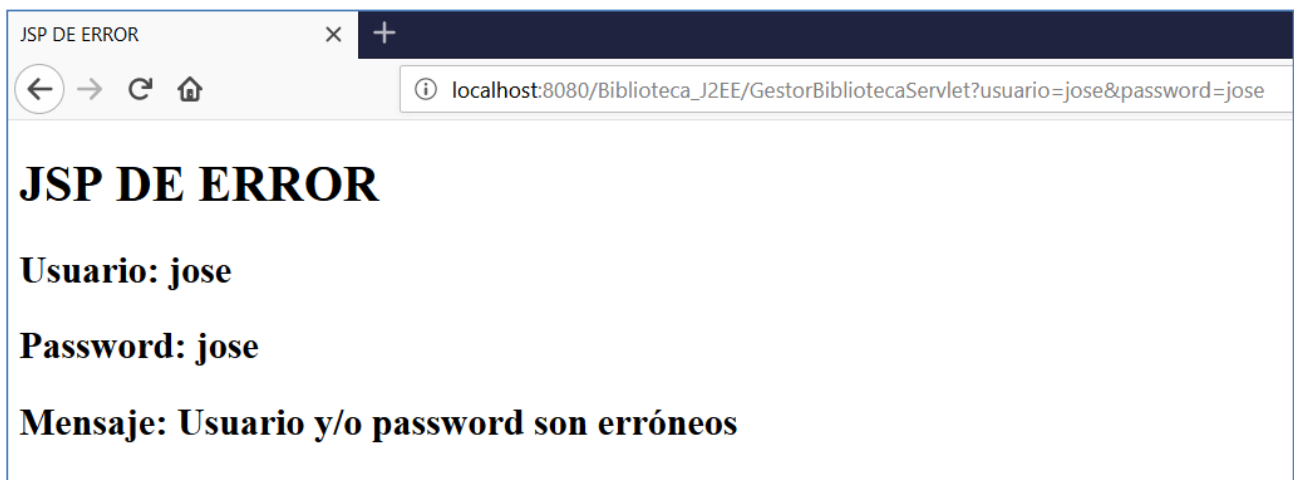 JSP DE ERROR
localhost:8080/Biblioteca_J2EE/GestorBibliotecaServlet?usuario=jose&password=jose
JSP DE ERROR
Usuario: jose
Password: jose
Mensaje: Usuario y/o password son erróneos